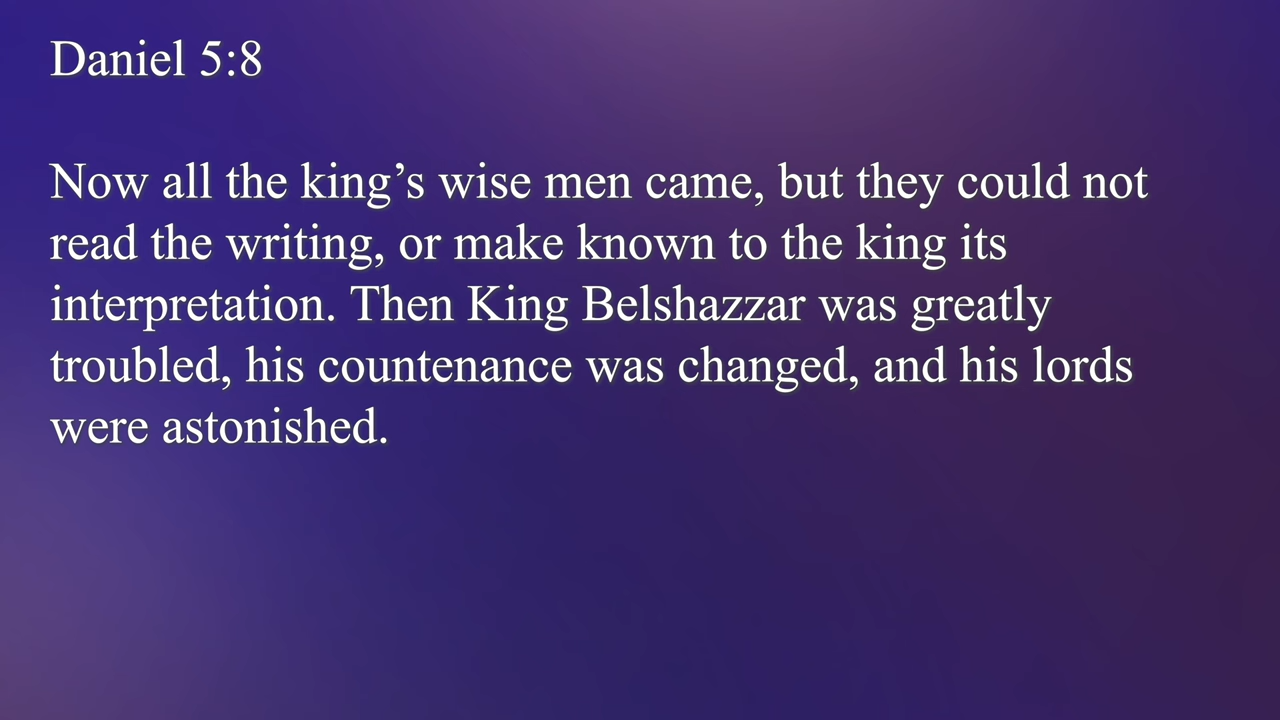 Daniel 5:8
Now all the king’s wise men came, but they could not
read the writing, or make known to the king its
interpretation. Then King Belshazzar was greatly
troubled, his countenance was changed, and his lords
were astonished.